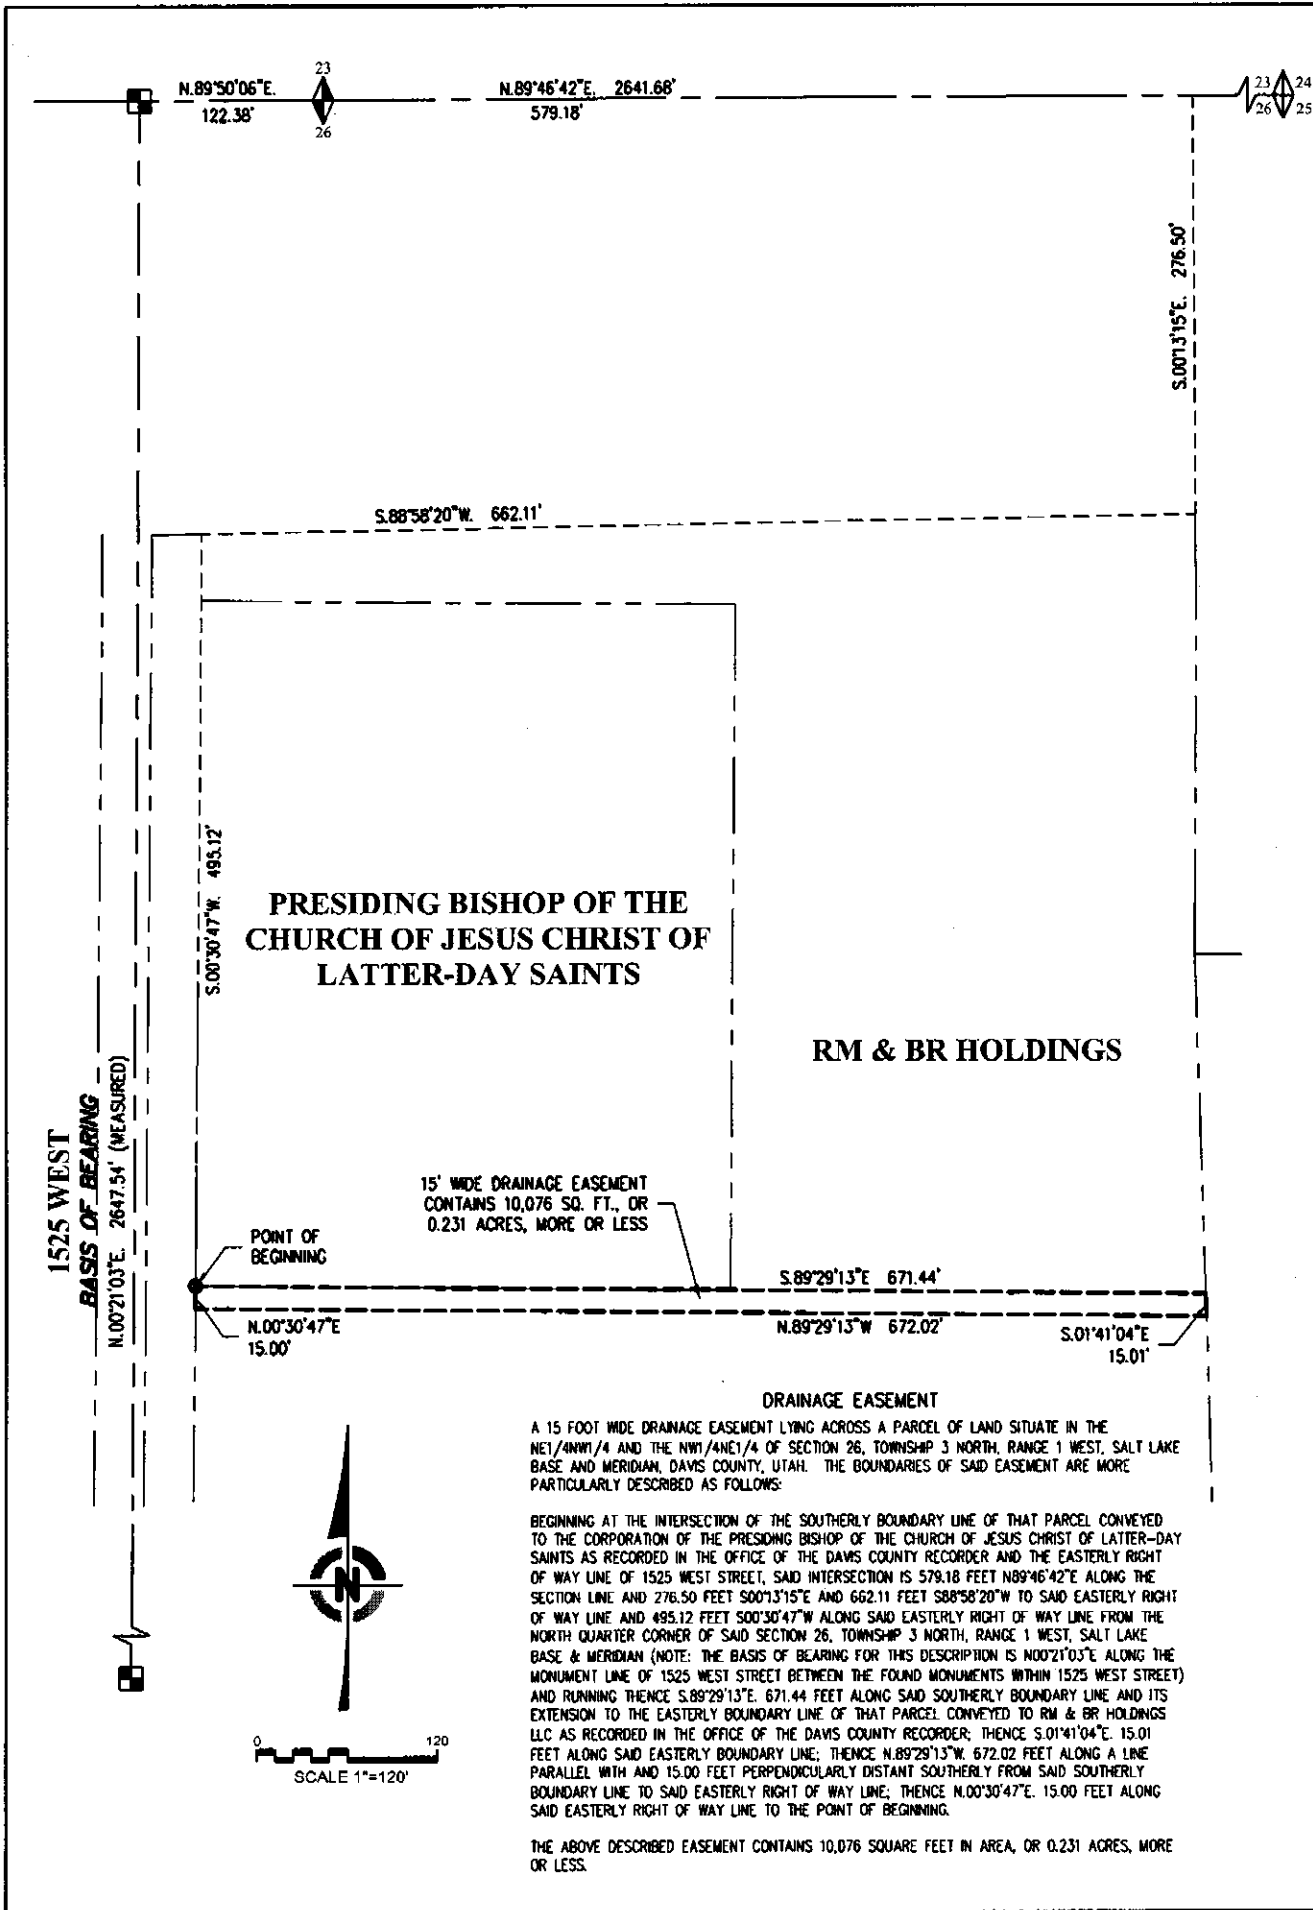 23
N.89°50'06"E.
122.38'
26
N.89°46'42"E. 2641.68'
579.18'
23 24
26 25
S.00°13'15"E. 276.50'
S.88°58'20"W. 662.11'
S.00°30'47"W. 495.12'
PRESIDING BISHOP OF THE
CHURCH OF JESUS CHRIST OF
LATTER-DAY SAINTS
RM & BR HOLDINGS
1525 WEST
BASIS OF BEARING
N.00°21'03"E. 2647.54' (MEASURED)
15' WIDE DRAINAGE EASEMENT
CONTAINS 10,076 SQ. FT., OR
0.231 ACRES, MORE OR LESS
POINT OF
BEGINNING
S.89°29'13"E 671.44'
N.89°29'13"W 672.02'
N.00°30'47"E
15.00'
S.01°41'04"E
15.01'
DRAINAGE EASEMENT
A 15 FOOT WIDE DRAINAGE EASEMENT LYING ACROSS A PARCEL OF LAND SITUATE IN THE
NE1/4NW1/4 AND THE NW1/4NE1/4 OF SECTION 26, TOWNSHIP 3 NORTH, RANGE 1 WEST, SALT LAKE
BASE AND MERIDIAN, DAVIS COUNTY, UTAH. THE BOUNDARIES OF SAID EASEMENT ARE MORE
PARTICULARLY DESCRIBED AS FOLLOWS:
BEGINNING AT THE INTERSECTION OF THE SOUTHERLY BOUNDARY LINE OF THAT PARCEL CONVEYED
TO THE CORPORATION OF THE PRESIDING BISHOP OF THE CHURCH OF JESUS CHRIST OF LATTER-DAY
SAINTS AS RECORDED IN THE OFFICE OF THE DAVIS COUNTY RECORDER AND THE EASTERLY RIGHT
OF WAY LINE OF 1525 WEST STREET, SAID INTERSECTION IS 579.18 FEET N89°46'42"E ALONG THE
SECTION LINE AND 276.50 FEET S00°13'15"E AND 662.11 FEET S88°58'20"W TO SAID EASTERLY RIGHT
OF WAY LINE AND 495.12 FEET S00°30'47"W ALONG SAID EASTERLY RIGHT OF WAY LINE FROM THE
NORTH QUARTER CORNER OF SAID SECTION 26, TOWNSHIP 3 NORTH, RANGE 1 WEST, SALT LAKE
BASE & MERIDIAN (NOTE: THE BASIS OF BEARING FOR THIS DESCRIPTION IS N00°21'03"E ALONG THE
MONUMENT LINE OF 1525 WEST STREET BETWEEN THE FOUND MONUMENTS WITHIN 1525 WEST STREET)
AND RUNNING THENCE S.89°29'13"E. 671.44 FEET ALONG SAID SOUTHERLY BOUNDARY LINE AND ITS
EXTENSION TO THE EASTERLY BOUNDARY LINE OF THAT PARCEL CONVEYED TO RM & BR HOLDINGS
LLC AS RECORDED IN THE OFFICE OF THE DAVIS COUNTY RECORDER; THENCE S.01°41'04"E. 15.01
FEET ALONG SAID EASTERLY BOUNDARY LINE; THENCE N.89°29'13"W. 672.02 FEET ALONG A LINE
PARALLEL WITH AND 15.00 FEET PERPENDICULARLY DISTANT SOUTHERLY FROM SAID SOUTHERLY
BOUNDARY LINE TO SAID EASTERLY RIGHT OF WAY LINE; THENCE N.00°30'47"E. 15.00 FEET ALONG
SAID EASTERLY RIGHT OF WAY LINE TO THE POINT OF BEGINNING.
THE ABOVE DESCRIBED EASEMENT CONTAINS 10,076 SQUARE FEET IN AREA, OR 0.231 ACRES, MORE
OR LESS.
N
0 120
SCALE 1"=120'